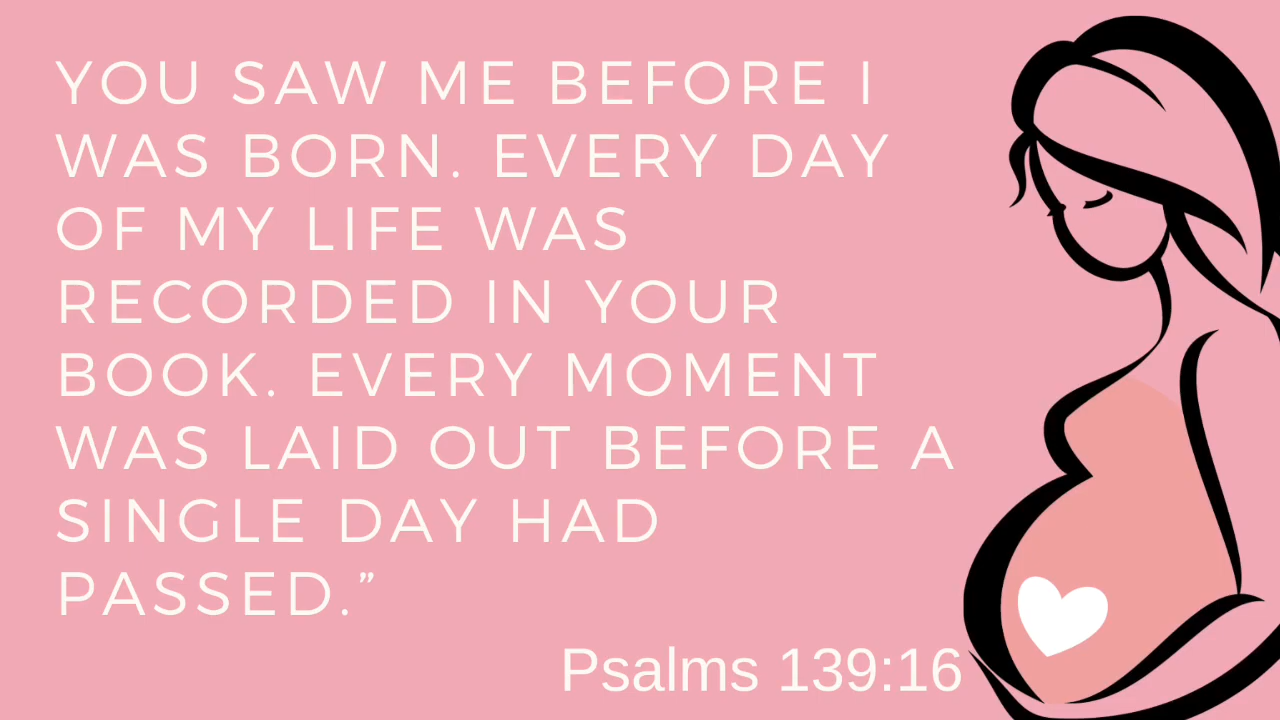 YOU SAW ME BEFORE I
WAS BORN. EVERY DAY
OF MY LIFE WAS
RECORDED IN YOUR
BOOK. EVERY MOMENT
WAS LAID OUT BEFORE A
SINGLE DAY HAD
PASSED.”
Psalms 139:16